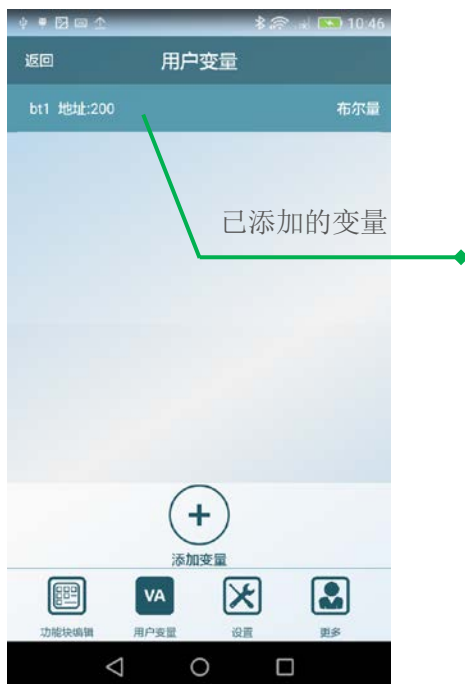 10:46
返回 用户变量
bt1 地址:200 布尔量
已添加的变量
添加变量
VA
功能块编辑 用户变量 设置 更多